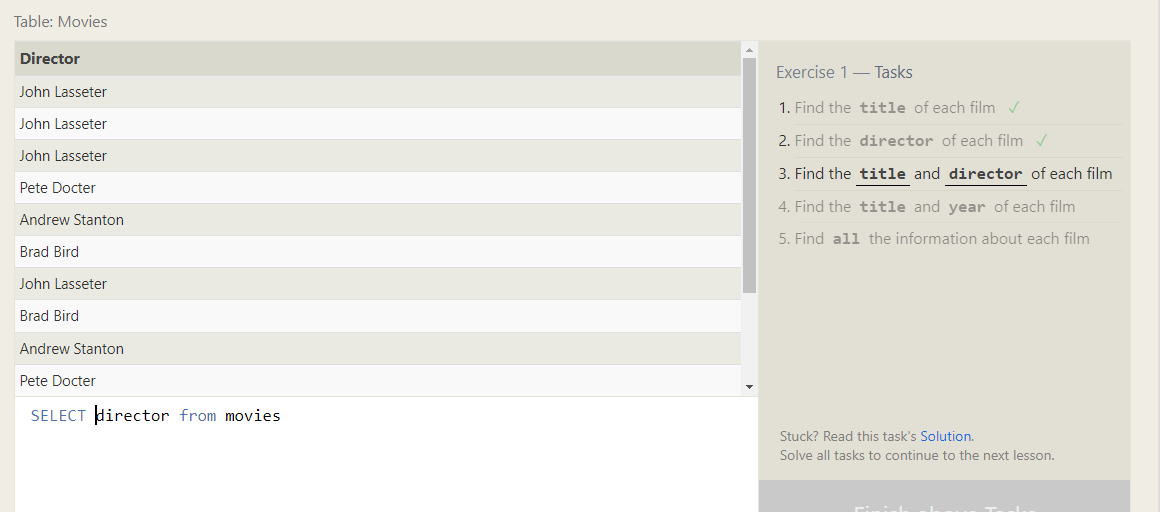 Table: Movies
Director
John Lasseter
John Lasseter
John Lasseter
Pete Docter
Andrew Stanton
Brad Bird
John Lasseter
Brad Bird
Andrew Stanton
Pete Docter
SELECT director from movies
Exercise 1 — Tasks
1. Find the title of each film ✓
2. Find the director of each film ✓
3. Find the title and director of each film
4. Find the title and year of each film
5. Find all the information about each film
Stuck? Read this task's Solution.
Solve all tasks to continue to the next lesson.
Finish above Tasks